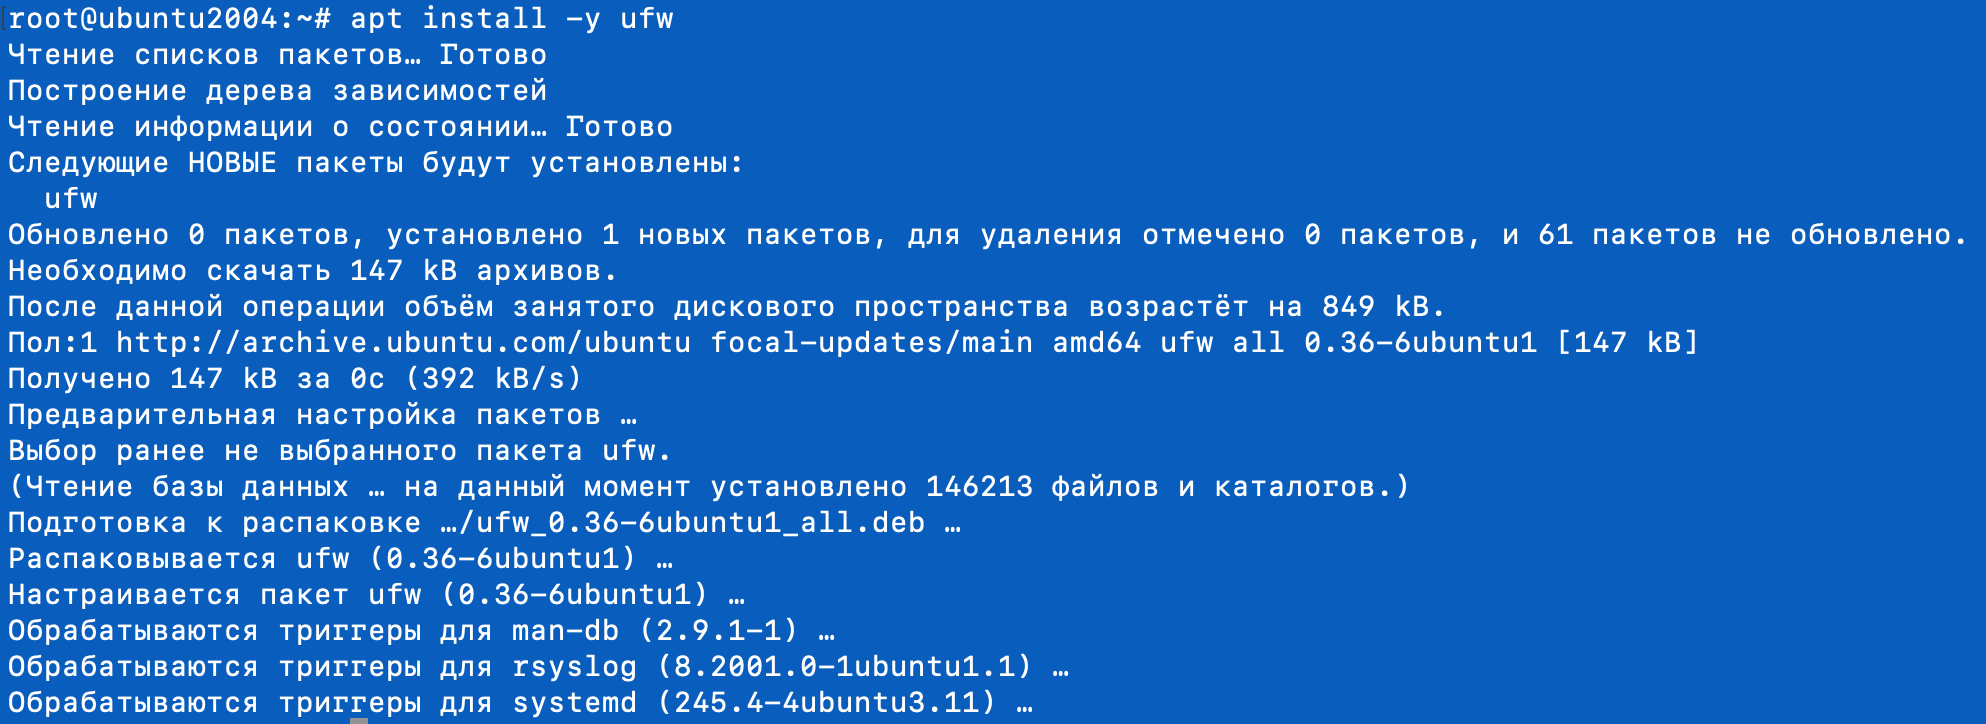 root@ubuntu2004:~# apt install -y ufw
Чтение списков пакетов… Готово
Построение дерева зависимостей
Чтение информации о состоянии… Готово
Следующие НОВЫЕ пакеты будут установлены:
  ufw
Обновлено 0 пакетов, установлено 1 новых пакетов, для удаления отмечено 0 пакетов, и 61 пакетов не обновлено.
Необходимо скачать 147 kB архивов.
После данной операции объём занятого дискового пространства возрастёт на 849 kB.
Пол:1 http://archive.ubuntu.com/ubuntu focal-updates/main amd64 ufw all 0.36-6ubuntu1 [147 kB]
Получено 147 kB за 0с (392 kB/s)
Предварительная настройка пакетов …
Выбор ранее не выбранного пакета ufw.
(Чтение базы данных … на данный момент установлено 146213 файлов и каталогов.)
Подготовка к распаковке …/ufw_0.36-6ubuntu1_all.deb …
Распаковывается ufw (0.36-6ubuntu1) …
Настраивается пакет ufw (0.36-6ubuntu1) …
Обрабатываются триггеры для man-db (2.9.1-1) …
Обрабатываются триггеры для rsyslog (8.2001.0-1ubuntu1.1) …
Обрабатываются триггеры для systemd (245.4-4ubuntu3.11) …